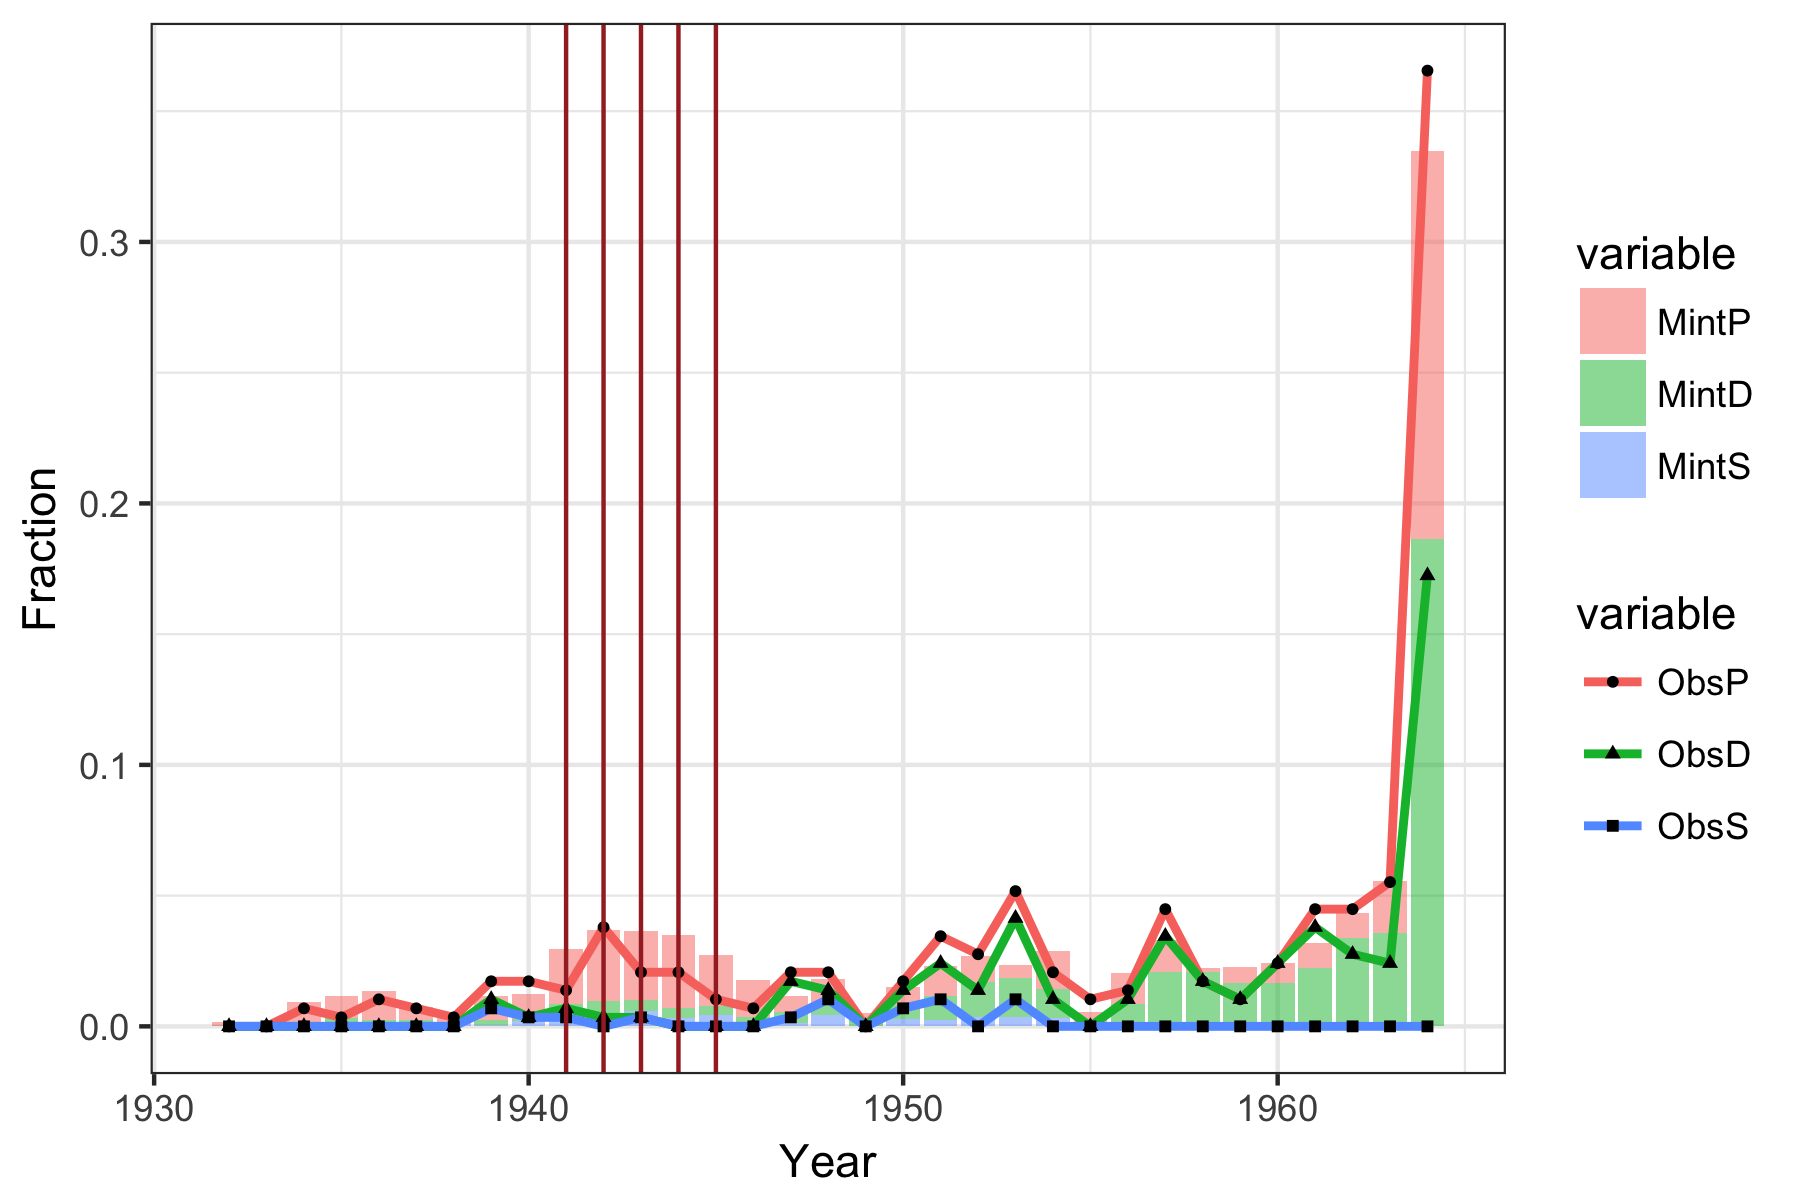 Fraction
0.3
0.2
0.1
0.0
1930 1940 1950 1960
Year
variable
MintP
MintD
MintS
variable
ObsP
ObsD
ObsS